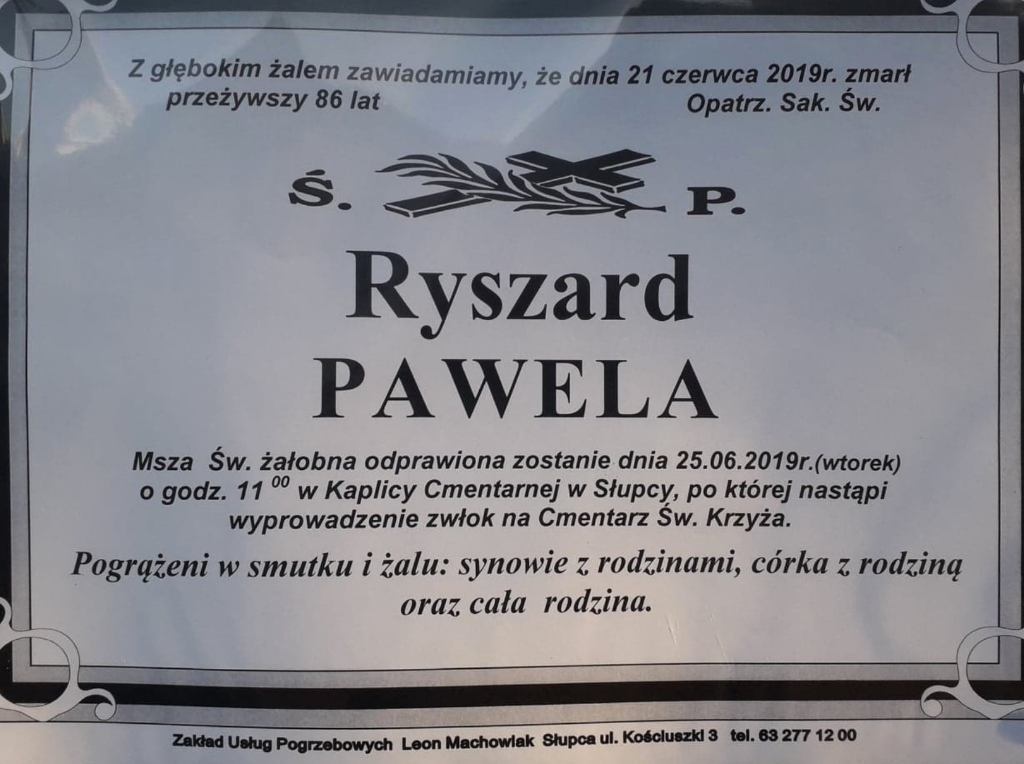 Z głębokim żalem zawiadamiamy, że dnia 21 czerwca 2019r. zmarł
przeżywszy 86 lat Opatrz. Sak. Św.
Ś. P.
Ryszard
PAWELA
Msza Św. żałobna odprawiona zostanie dnia 25.06.2019r.(wtorek)
o godz. 11 00 w Kaplicy Cmentarnej w Słupcy, po której nastąpi
wyprowadzenie zwłok na Cmentarz Św. Krzyża.
Pogrążeni w smutku i żalu: synowie z rodzinami, córka z rodziną
oraz cała rodzina.
Zakład Usług Pogrzebowych Leon Machowiak Słupca ul. Kościuszki 3 tel. 63 277 12 00